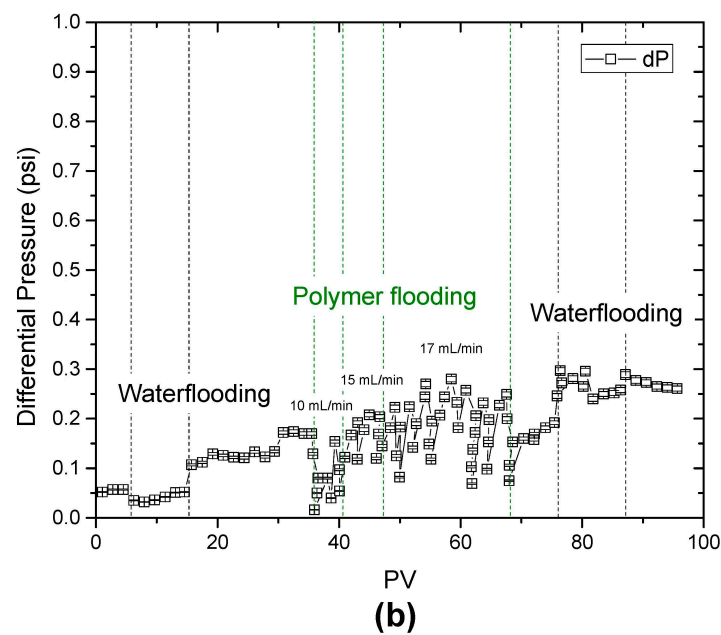 1.0
0.9
0.8
0.7
0.6
0.5
0.4
0.3
0.2
0.1
0.0
Differential Pressure (psi)
dP
Polymer flooding
Waterflooding
17 mL/min
15 mL/min
Waterflooding
10 mL/min
0 20 40 60 80 100
PV
(b)